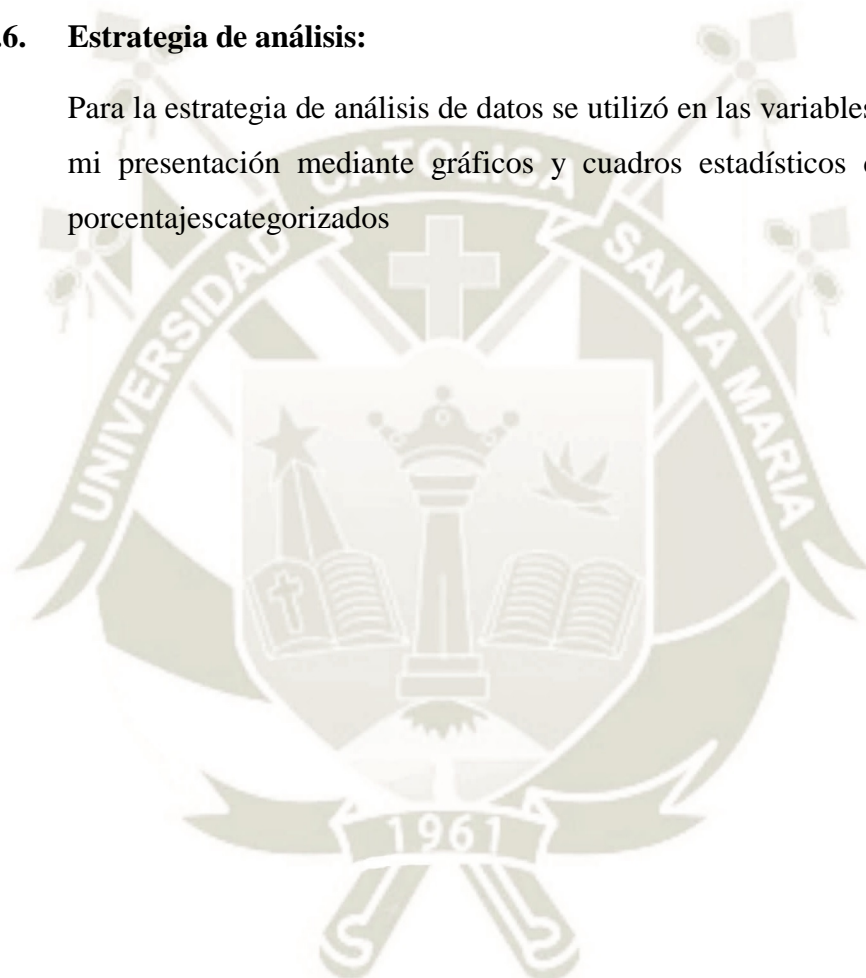 .6. Estrategia de análisis:
Para la estrategia de análisis de datos se utilizó en las variables
mi presentación mediante gráficos y cuadros estadísticos
porcentajescategorizados
UNIVERSIDAD CATOLICA SANTA MARIA
1961